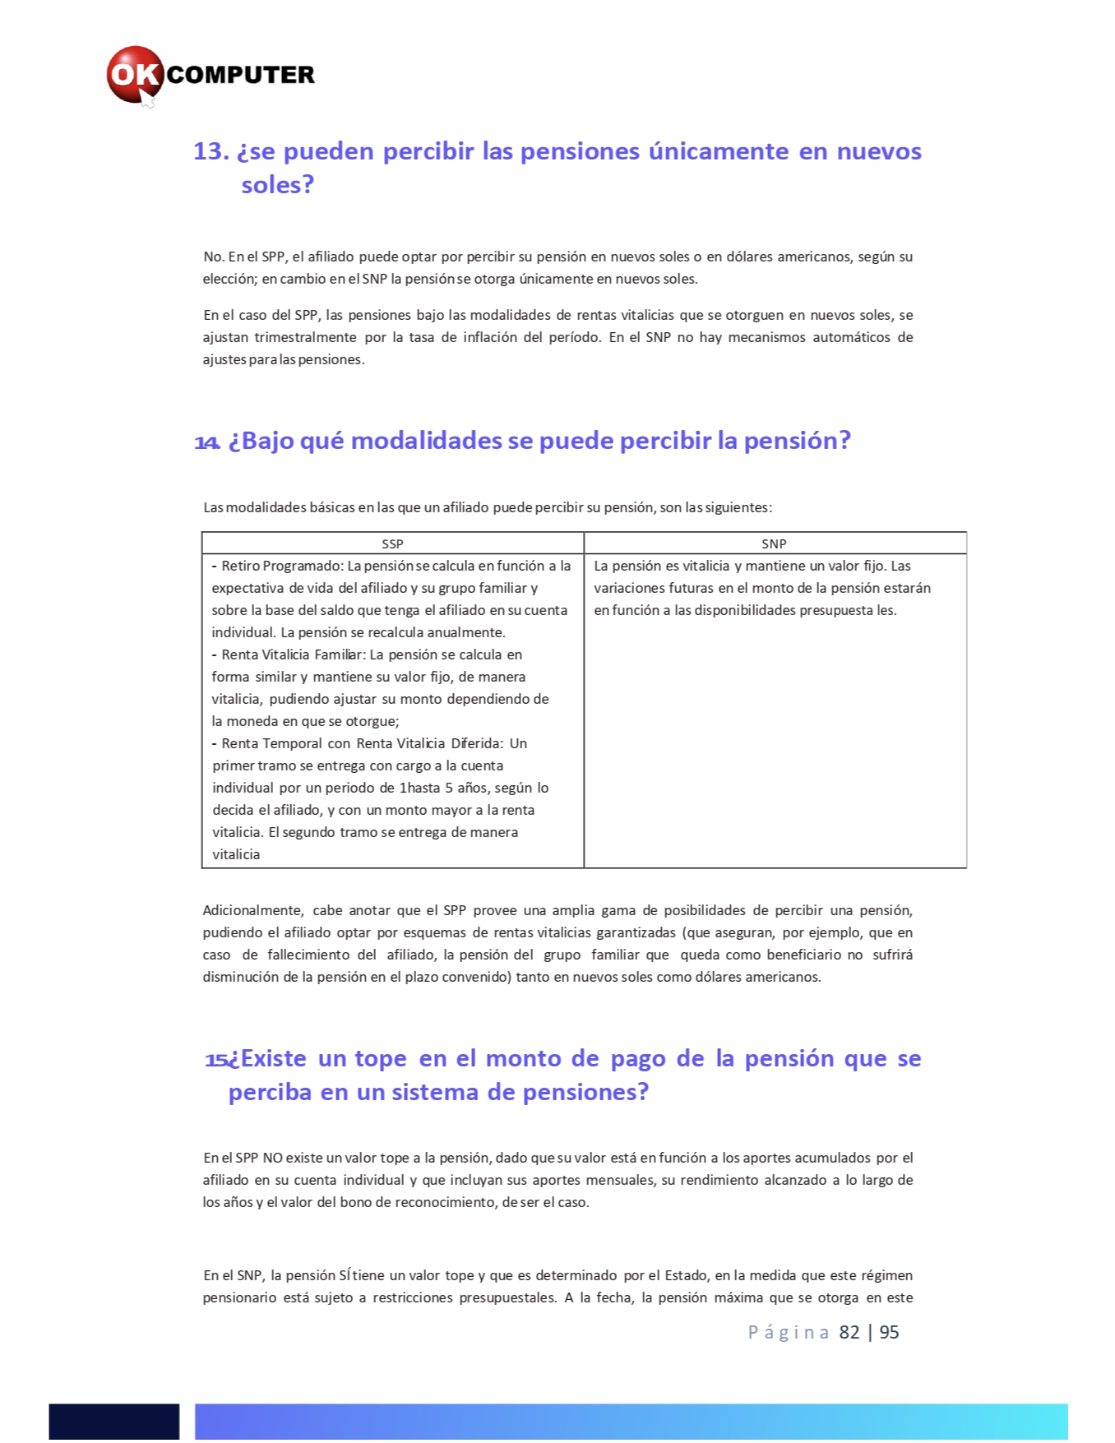 OK COMPUTER
13. ¿se pueden percibir las pensiones únicamente en nuevos
soles?
No. En el SPP, el afiliado puede optar por percibir su pensión en nuevos soles o en dólares americanos, según su
elección; en cambio en el SNP la pensión se otorga únicamente en nuevos soles.
En el caso del SPP, las pensiones bajo las modalidades de rentas vitalicias que se otorguen en nuevos soles, se
ajustan trimestralmente por la tasa de inflación del período. En el SNP no hay mecanismos automáticos de
ajustes para las pensiones.
14. ¿Bajo qué modalidades se puede percibir la pensión?
Las modalidades básicas en las que un afiliado puede percibir su pensión, son las siguientes:
SSP
- Retiro Programado: La pensión se calcula en función a la
expectativa de vida del afiliado y su grupo familiar y
sobre la base del saldo que tenga el afiliado en su cuenta
individual. La pensión se recalcula anualmente.
- Renta Vitalicia Familiar: La pensión se calcula en
forma similar y mantiene su valor fijo, de manera
vitalicia, pudiendo ajustar su monto dependiendo de
la moneda en que se otorgue;
- Renta Temporal con Renta Vitalicia Diferida: Un
primer tramo se entrega con cargo a la cuenta
individual por un periodo de 1hasta 5 años, según lo
decida el afiliado, y con un monto mayor a la renta
vitalicia. El segundo tramo se entrega de manera
vitalicia
SNP
La pensión es vitalicia y mantiene un valor fijo. Las
variaciones futuras en el monto de la pensión estarán
en función a las disponibilidades presupuesta les.
Adicionalmente, cabe anotar que el SPP provee una amplia gama de posibilidades de percibir una pensión,
pudiendo el afiliado optar por esquemas de rentas vitalicias garantizadas (que aseguran, por ejemplo, que en
caso de fallecimiento del afiliado, la pensión del grupo familiar que queda como beneficiario no sufrirá
disminución de la pensión en el plazo convenido) tanto en nuevos soles como dólares americanos.
15.¿Existe un tope en el monto de pago de la pensión que se
perciba en un sistema de pensiones?
En el SPP NO existe un valor tope a la pensión, dado que su valor está en función a los aportes acumulados por el
afiliado en su cuenta individual y que incluyan sus aportes mensuales, su rendimiento alcanzado a lo largo de
los años y el valor del bono de reconocimiento, de ser el caso.
En el SNP, la pensión SÍ tiene un valor tope y que es determinado por el Estado, en la medida que este régimen
pensionario está sujeto a restricciones presupuestales. A la fecha, la pensión máxima que se otorga en este
Página 82 | 95